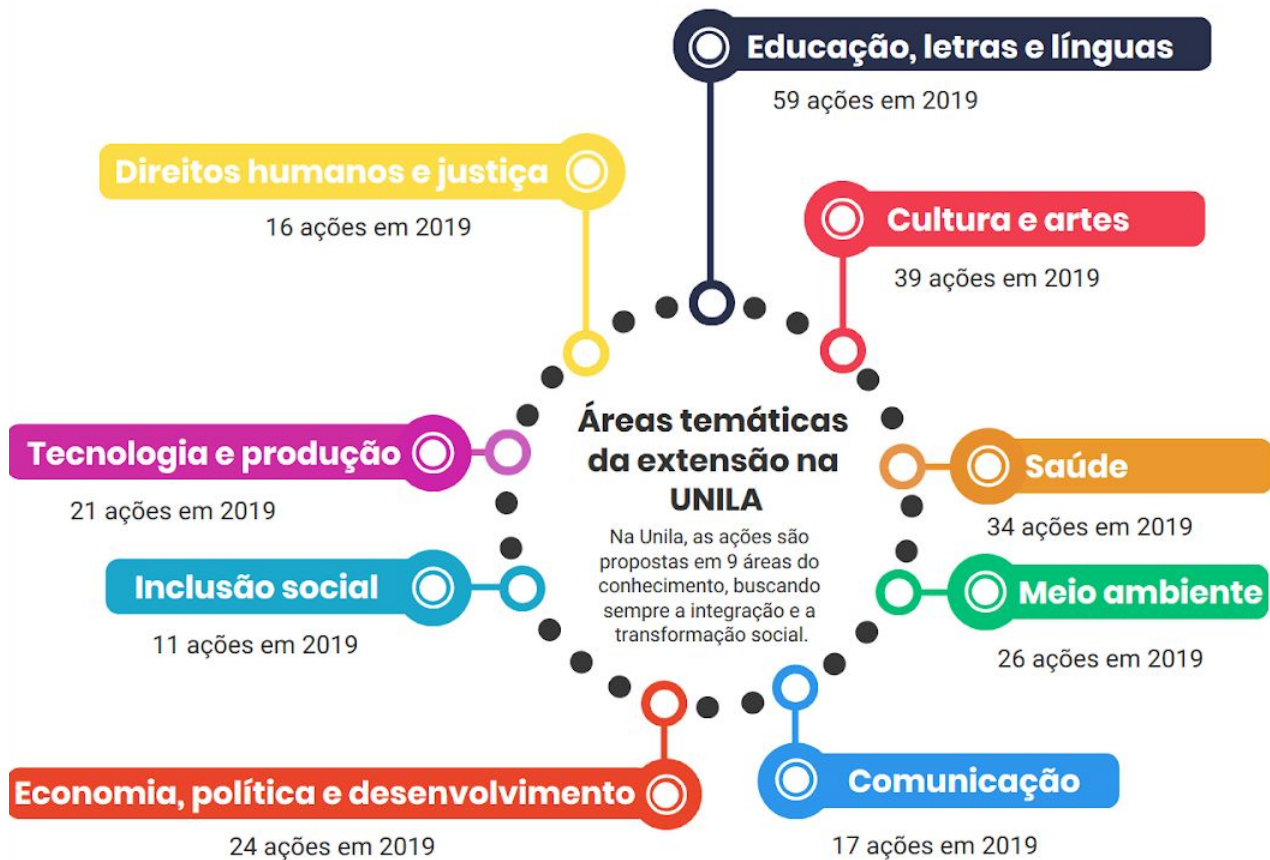 Educação, letras e línguas
59 ações em 2019
Direitos humanos e justiça
16 ações em 2019
Cultura e artes
39 ações em 2019
Áreas temáticas
da extensão na
UNILA
Na Unila, as ações são
propostas em 9 áreas do
conhecimento, buscando
sempre a integração e a
transformação social.
Tecnologia e produção
21 ações em 2019
Saúde
34 ações em 2019
Inclusão social
11 ações em 2019
Meio ambiente
26 ações em 2019
Economia, política e desenvolvimento
24 ações em 2019
Comunicação
17 ações em 2019